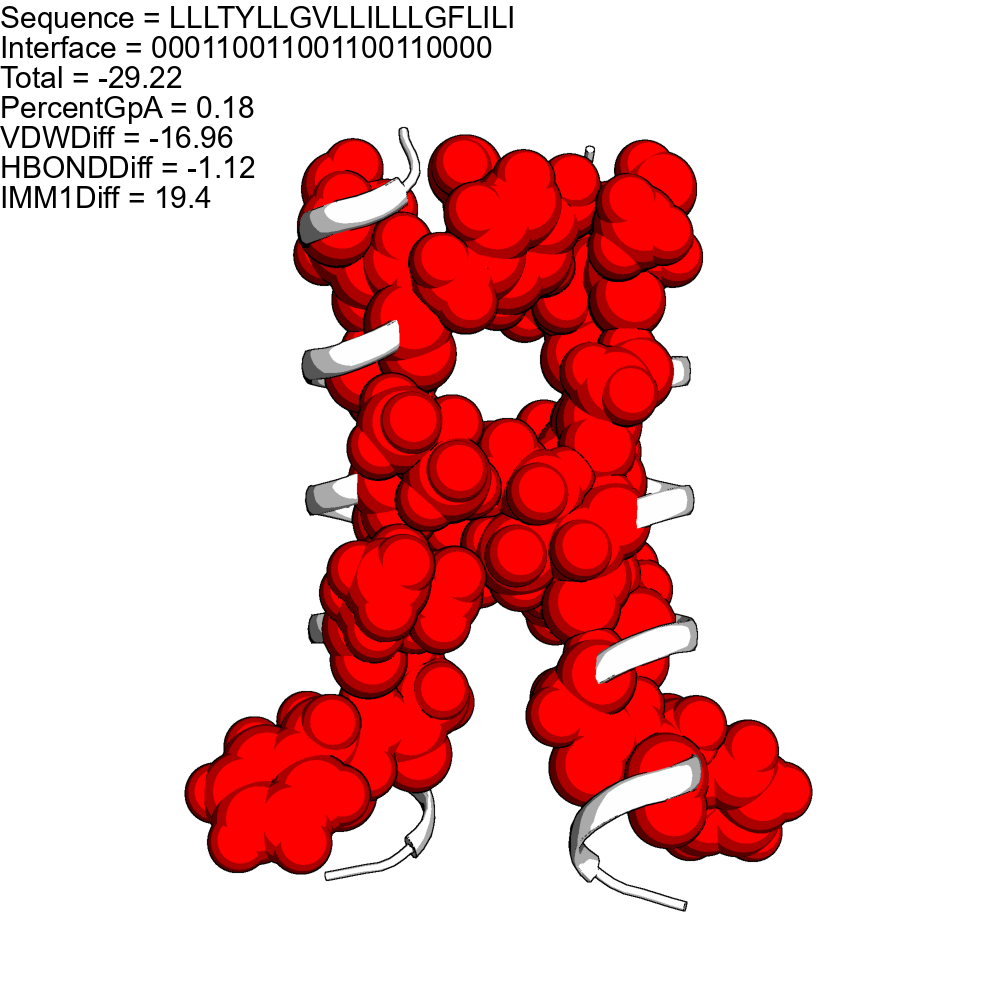 Sequence = LLLTYLLGVLLILLLGFLILI
Interface = 000110011001100110000
Total = -29.22
PercentGpA = 0.18
VDWDiff = -16.96
HBONDDiff = -1.12
IMM1Diff = 19.4